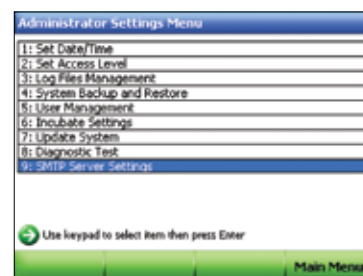 Administrator Settings Menu
1: Set Date/Time
2: Set Access Level
3: Log Files Management
4: System Backup and Restore
5: User Management
6: Incubate Settings
7: Update System
8: Diagnostic Test
9: SMTP Server Settings
Use keypad to select item then press Enter
Main Menu